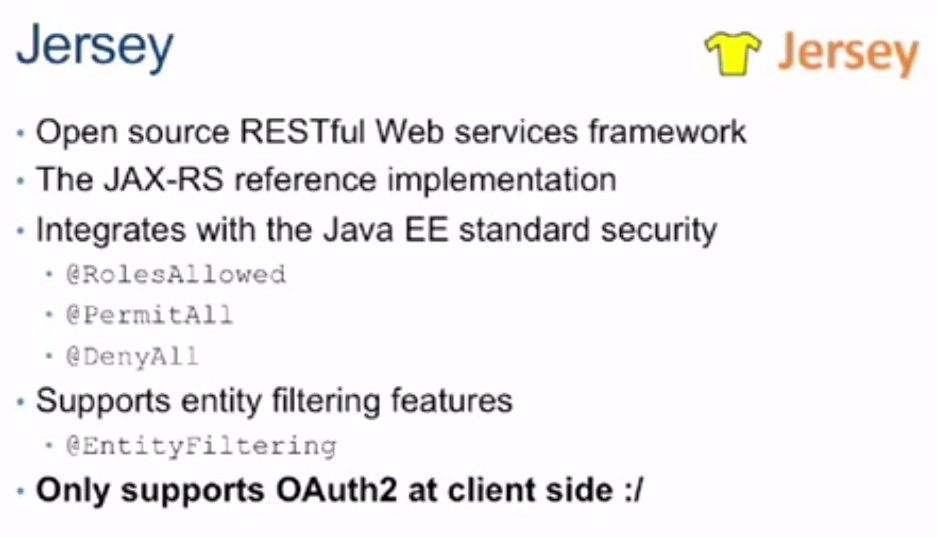 Jersey
Jersey
• Open source RESTful Web services framework
• The JAX-RS reference implementation
• Integrates with the Java EE standard security
• @RolesAllowed
• @PermitAll
• @DenyAll
• Supports entity filtering features
• @EntityFiltering
• Only supports OAuth2 at client side :/